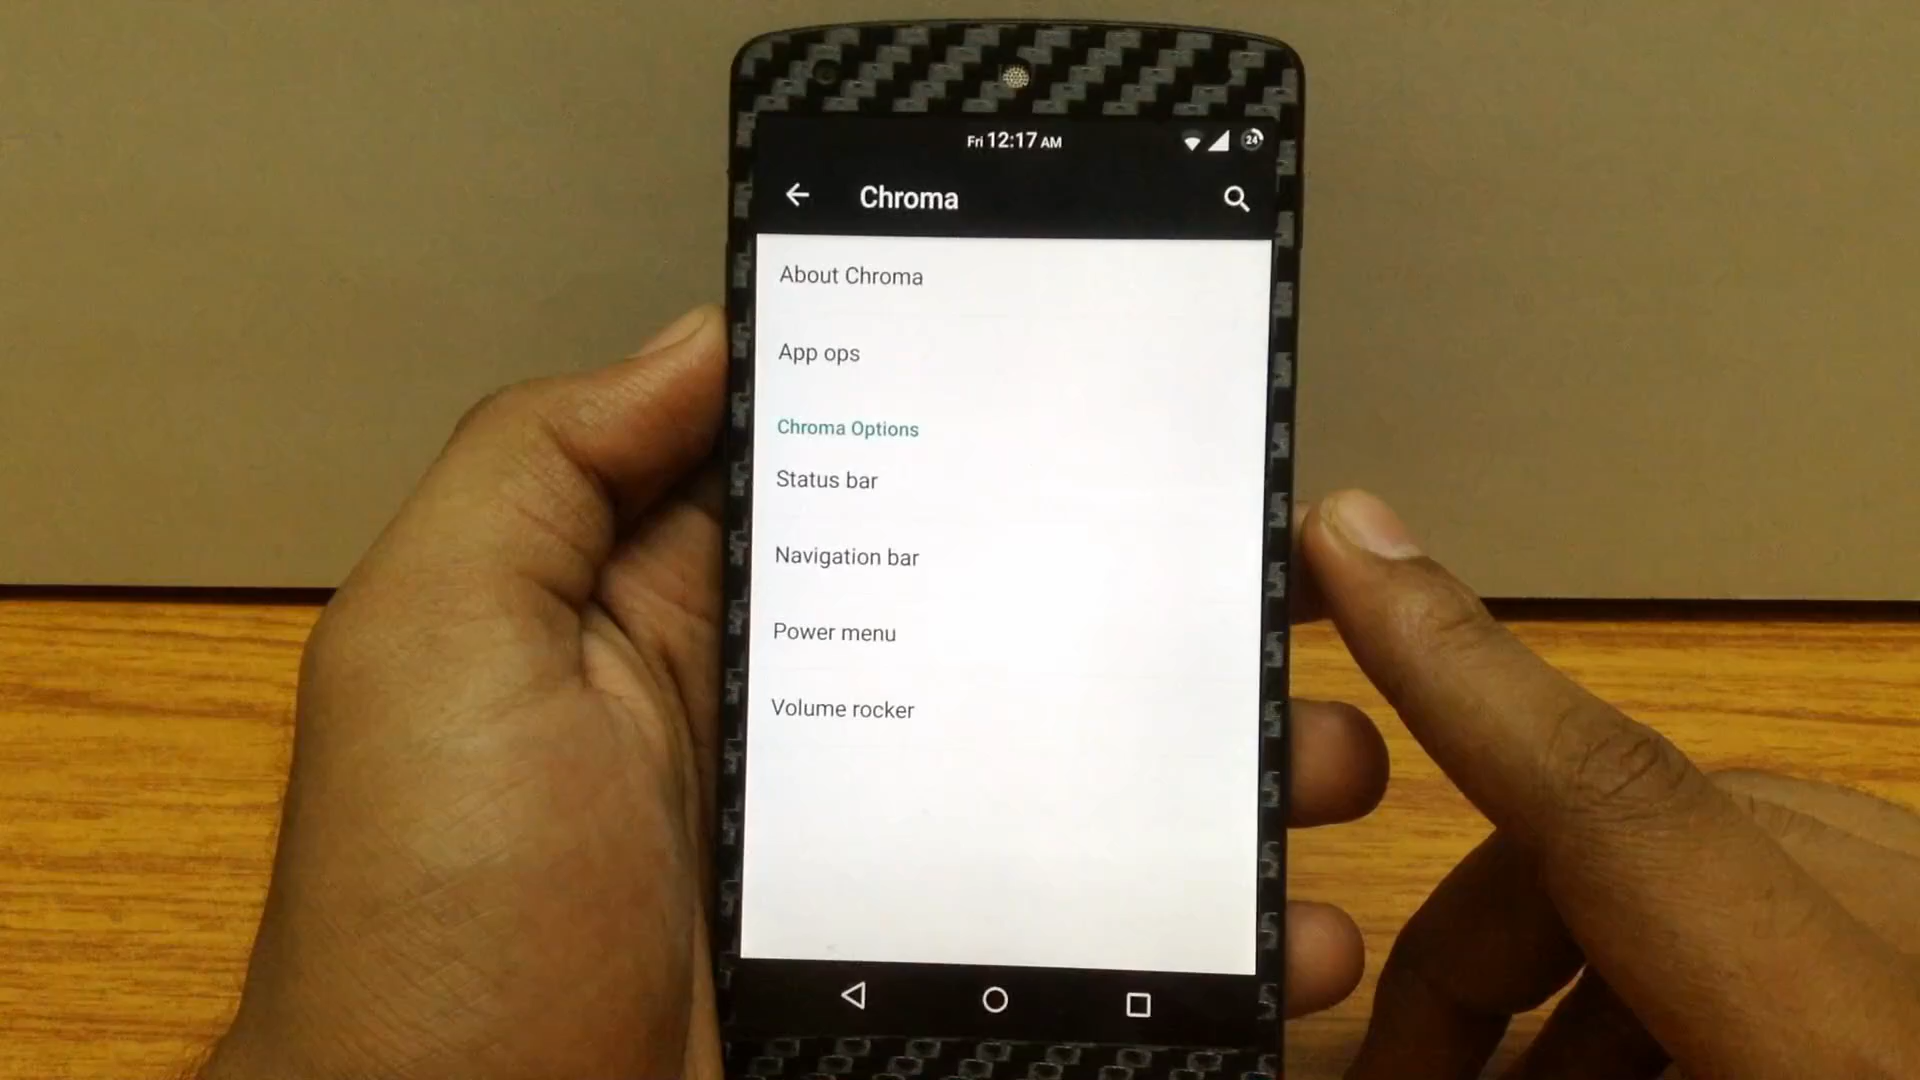 Fri 12:17 AM
24
Chroma
About Chroma
App ops
Chroma Options
Status bar
Navigation bar
Power menu
Volume rocker